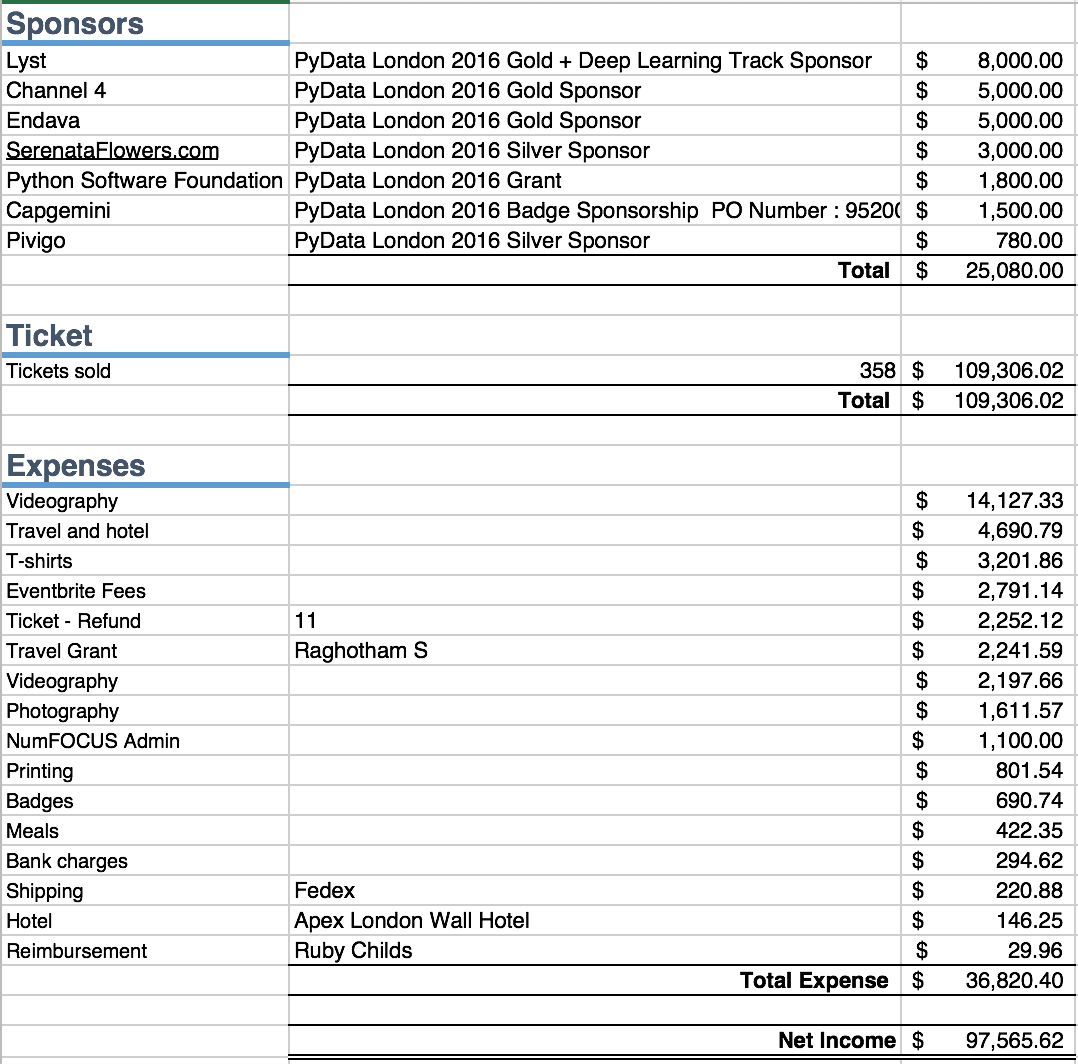 Sponsors
Lyst PyData London 2016 Gold + Deep Learning Track Sponsor $ 8,000.00
Channel 4 PyData London 2016 Gold Sponsor $ 5,000.00
Endava PyData London 2016 Gold Sponsor $ 5,000.00
SerenataFlowers.com PyData London 2016 Silver Sponsor $ 3,000.00
Python Software Foundation PyData London 2016 Grant $ 1,800.00
Capgemini PyData London 2016 Badge Sponsorship PO Number : 9520 $ 1,500.00
Pivigo PyData London 2016 Silver Sponsor $ 780.00
Total $ 25,080.00
Ticket
Tickets sold 358 $ 109,306.02
Total $ 109,306.02
Expenses
Videography $ 14,127.33
Travel and hotel $ 4,690.79
T-shirts $ 3,201.86
Eventbrite Fees $ 2,791.14
Ticket - Refund 11 $ 2,252.12
Travel Grant Raghotham S $ 2,241.59
Videography $ 2,197.66
Photography $ 1,611.57
NumFOCUS Admin $ 1,100.00
Printing $ 801.54
Badges $ 690.74
Meals $ 422.35
Bank charges $ 294.62
Shipping Fedex $ 220.88
Hotel Apex London Wall Hotel $ 146.25
Reimbursement Ruby Childs $ 29.96
Total Expense $ 36,820.40
Net Income $ 97,565.62